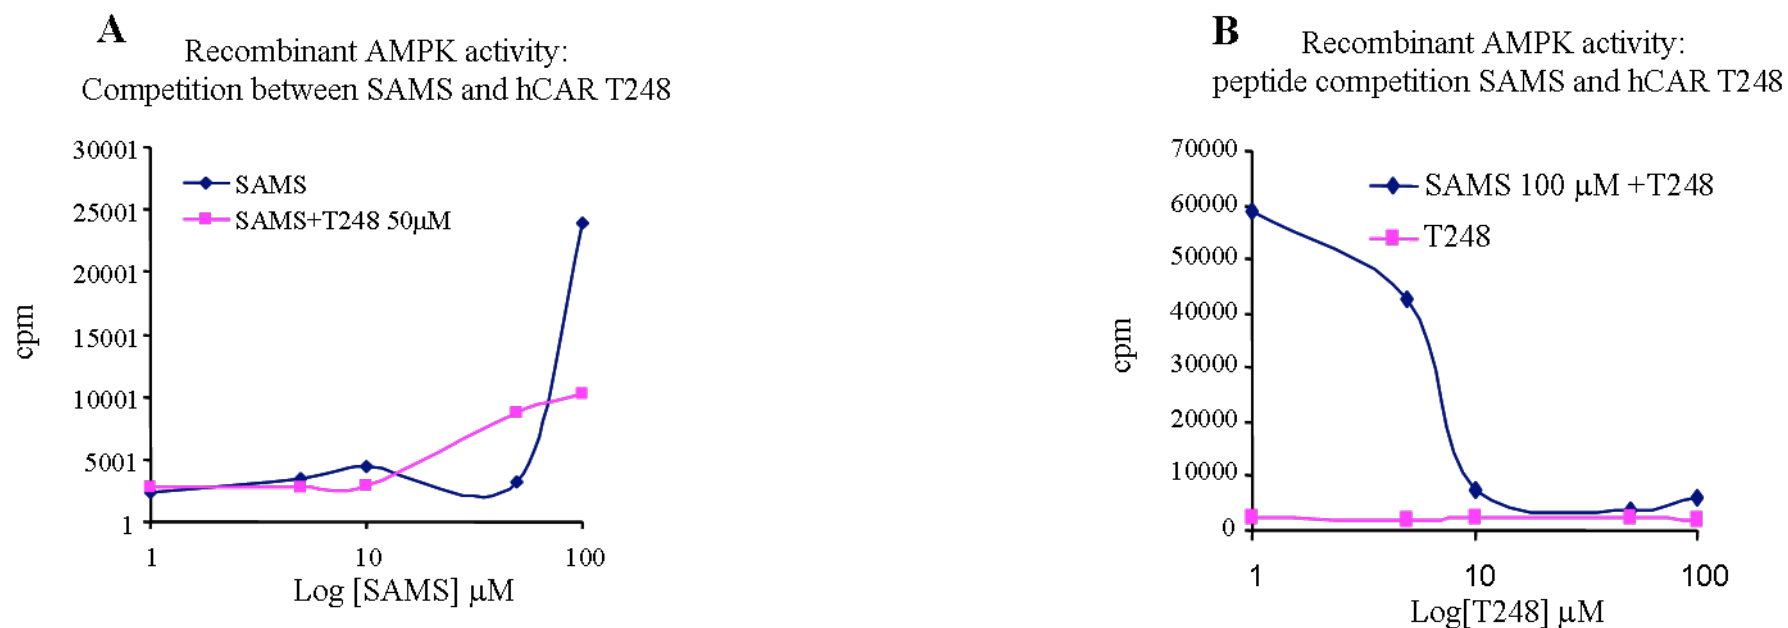 A
Recombinant AMPK activity:
Competition between SAMS and hCAR T248
30001
25001
20001
15001
10001
5001
1
cpm
SAMS
SAMS+T248 50μM
1 10 100
Log [SAMS] μM
B
Recombinant AMPK activity:
peptide competition SAMS and hCAR T248
70000
60000
50000
40000
30000
20000
10000
0
cpm
SAMS 100 μM +T248
T248
1 10 100
Log[T248] μM